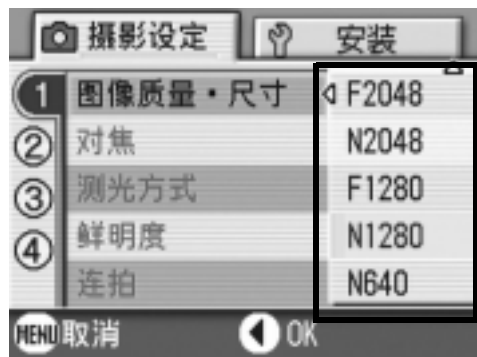 摄影设定 安装
1 图像质量・尺寸 F2048
2 对焦 N2048
3 测光方式 F1280
4 鲜明度 N1280
连拍 N640
MENU 取消 OK